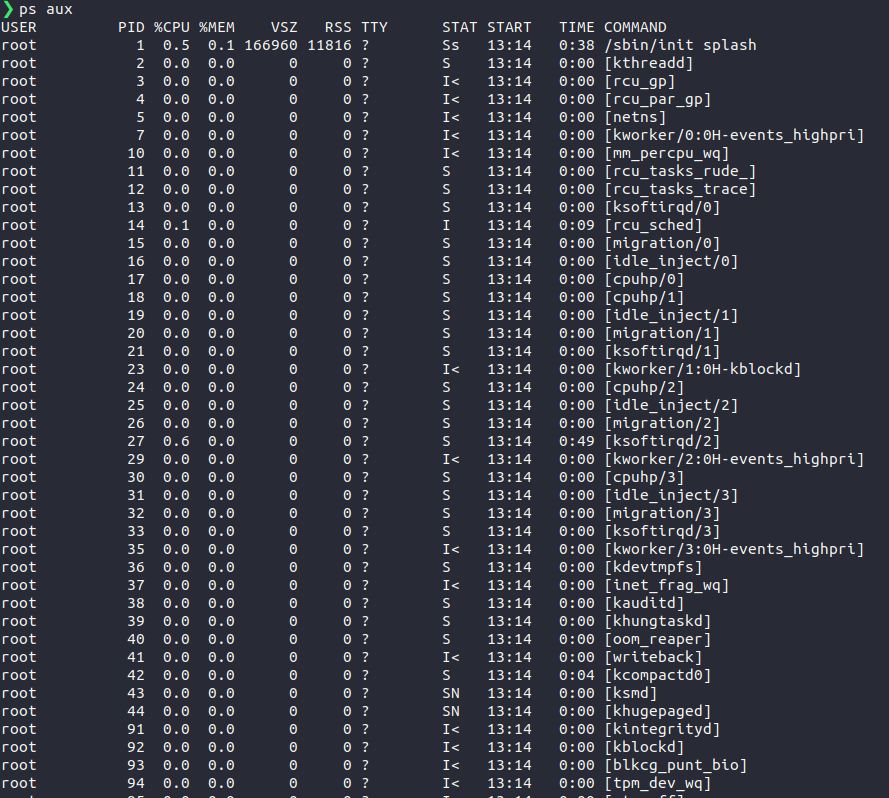 ❯ ps aux
USER PID %CPU %MEM VSZ RSS TTY STAT START TIME COMMAND
root 1 0.5 0.1 166960 11816 ? Ss 13:14 0:38 /sbin/init splash
root 2 0.0 0.0 0 0 ? S 13:14 0:00 [kthreadd]
root 3 0.0 0.0 0 0 ? I< 13:14 0:00 [rcu_gp]
root 4 0.0 0.0 0 0 ? I< 13:14 0:00 [rcu_par_gp]
root 5 0.0 0.0 0 0 ? I< 13:14 0:00 [netns]
root 7 0.0 0.0 0 0 ? I< 13:14 0:00 [kworker/0:0H-events_highpri]
root 10 0.0 0.0 0 0 ? I< 13:14 0:00 [mm_percpu_wq]
root 11 0.0 0.0 0 0 ? S 13:14 0:00 [rcu_tasks_rude_]
root 12 0.0 0.0 0 0 ? S 13:14 0:00 [rcu_tasks_trace]
root 13 0.0 0.0 0 0 ? S 13:14 0:00 [ksoftirqd/0]
root 14 0.1 0.0 0 0 ? I 13:14 0:09 [rcu_sched]
root 15 0.0 0.0 0 0 ? S 13:14 0:00 [migration/0]
root 16 0.0 0.0 0 0 ? S 13:14 0:00 [idle_inject/0]
root 17 0.0 0.0 0 0 ? S 13:14 0:00 [cpuhp/0]
root 18 0.0 0.0 0 0 ? S 13:14 0:00 [cpuhp/1]
root 19 0.0 0.0 0 0 ? S 13:14 0:00 [idle_inject/1]
root 20 0.0 0.0 0 0 ? S 13:14 0:00 [migration/1]
root 21 0.0 0.0 0 0 ? S 13:14 0:00 [ksoftirqd/1]
root 23 0.0 0.0 0 0 ? I< 13:14 0:00 [kworker/1:0H-kblockd]
root 24 0.0 0.0 0 0 ? S 13:14 0:00 [cpuhp/2]
root 25 0.0 0.0 0 0 ? S 13:14 0:00 [idle_inject/2]
root 26 0.0 0.0 0 0 ? S 13:14 0:00 [migration/2]
root 27 0.6 0.0 0 0 ? S 13:14 0:49 [ksoftirqd/2]
root 29 0.0 0.0 0 0 ? I< 13:14 0:00 [kworker/2:0H-events_highpri]
root 30 0.0 0.0 0 0 ? S 13:14 0:00 [cpuhp/3]
root 31 0.0 0.0 0 0 ? S 13:14 0:00 [idle_inject/3]
root 32 0.0 0.0 0 0 ? S 13:14 0:00 [migration/3]
root 33 0.0 0.0 0 0 ? S 13:14 0:00 [ksoftirqd/3]
root 35 0.0 0.0 0 0 ? I< 13:14 0:00 [kworker/3:0H-events_highpri]
root 36 0.0 0.0 0 0 ? S 13:14 0:00 [kdevtmpfs]
root 37 0.0 0.0 0 0 ? I< 13:14 0:00 [inet_frag_wq]
root 38 0.0 0.0 0 0 ? S 13:14 0:00 [kauditd]
root 39 0.0 0.0 0 0 ? S 13:14 0:00 [khungtaskd]
root 40 0.0 0.0 0 0 ? S 13:14 0:00 [oom_reaper]
root 41 0.0 0.0 0 0 ? I< 13:14 0:00 [writeback]
root 42 0.0 0.0 0 0 ? S 13:14 0:04 [kcompactd0]
root 43 0.0 0.0 0 0 ? SN 13:14 0:00 [ksmd]
root 44 0.0 0.0 0 0 ? SN 13:14 0:00 [khugepaged]
root 91 0.0 0.0 0 0 ? I< 13:14 0:00 [kintegrityd]
root 92 0.0 0.0 0 0 ? I< 13:14 0:00 [kblockd]
root 93 0.0 0.0 0 0 ? I< 13:14 0:00 [blkcg_punt_bio]
root 94 0.0 0.0 0 0 ? I< 13:14 0:00 [tpm_dev_wq]